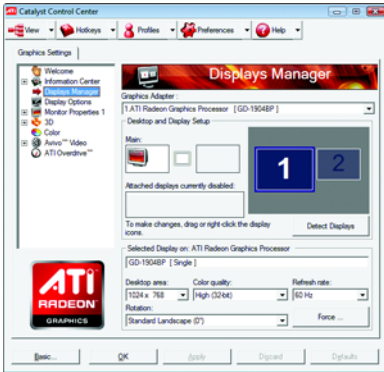 ATI Catalyst Control Center
View Hotkeys Profiles Preferences Help
Graphics Settings
Welcome
Information Center
Displays Manager
Display Options
Monitor Properties 1
3D
Color
Avivo™ Video
ATI Overdrive™
Displays Manager
Graphics Adapter :
1.ATI Radeon Graphics Processor [ GD-1904BP ]
Desktop and Display Setup
Main:
1
2
Attached displays currently disabled:
To make changes, drag or right-click the display
icons.
Detect Displays
Selected Display on: ATI Radeon Graphics Processor
[GD-1904BP [ Single ]
Desktop area:
Color quality:
Refresh rate:
1024 x 768
High (32-bit)
60 Hz
Rotation:
Standard Landscape (0°)
Force ...
ATI
RADEON
GRAPHICS
Basic...
OK
Apply
Discard
Defaults